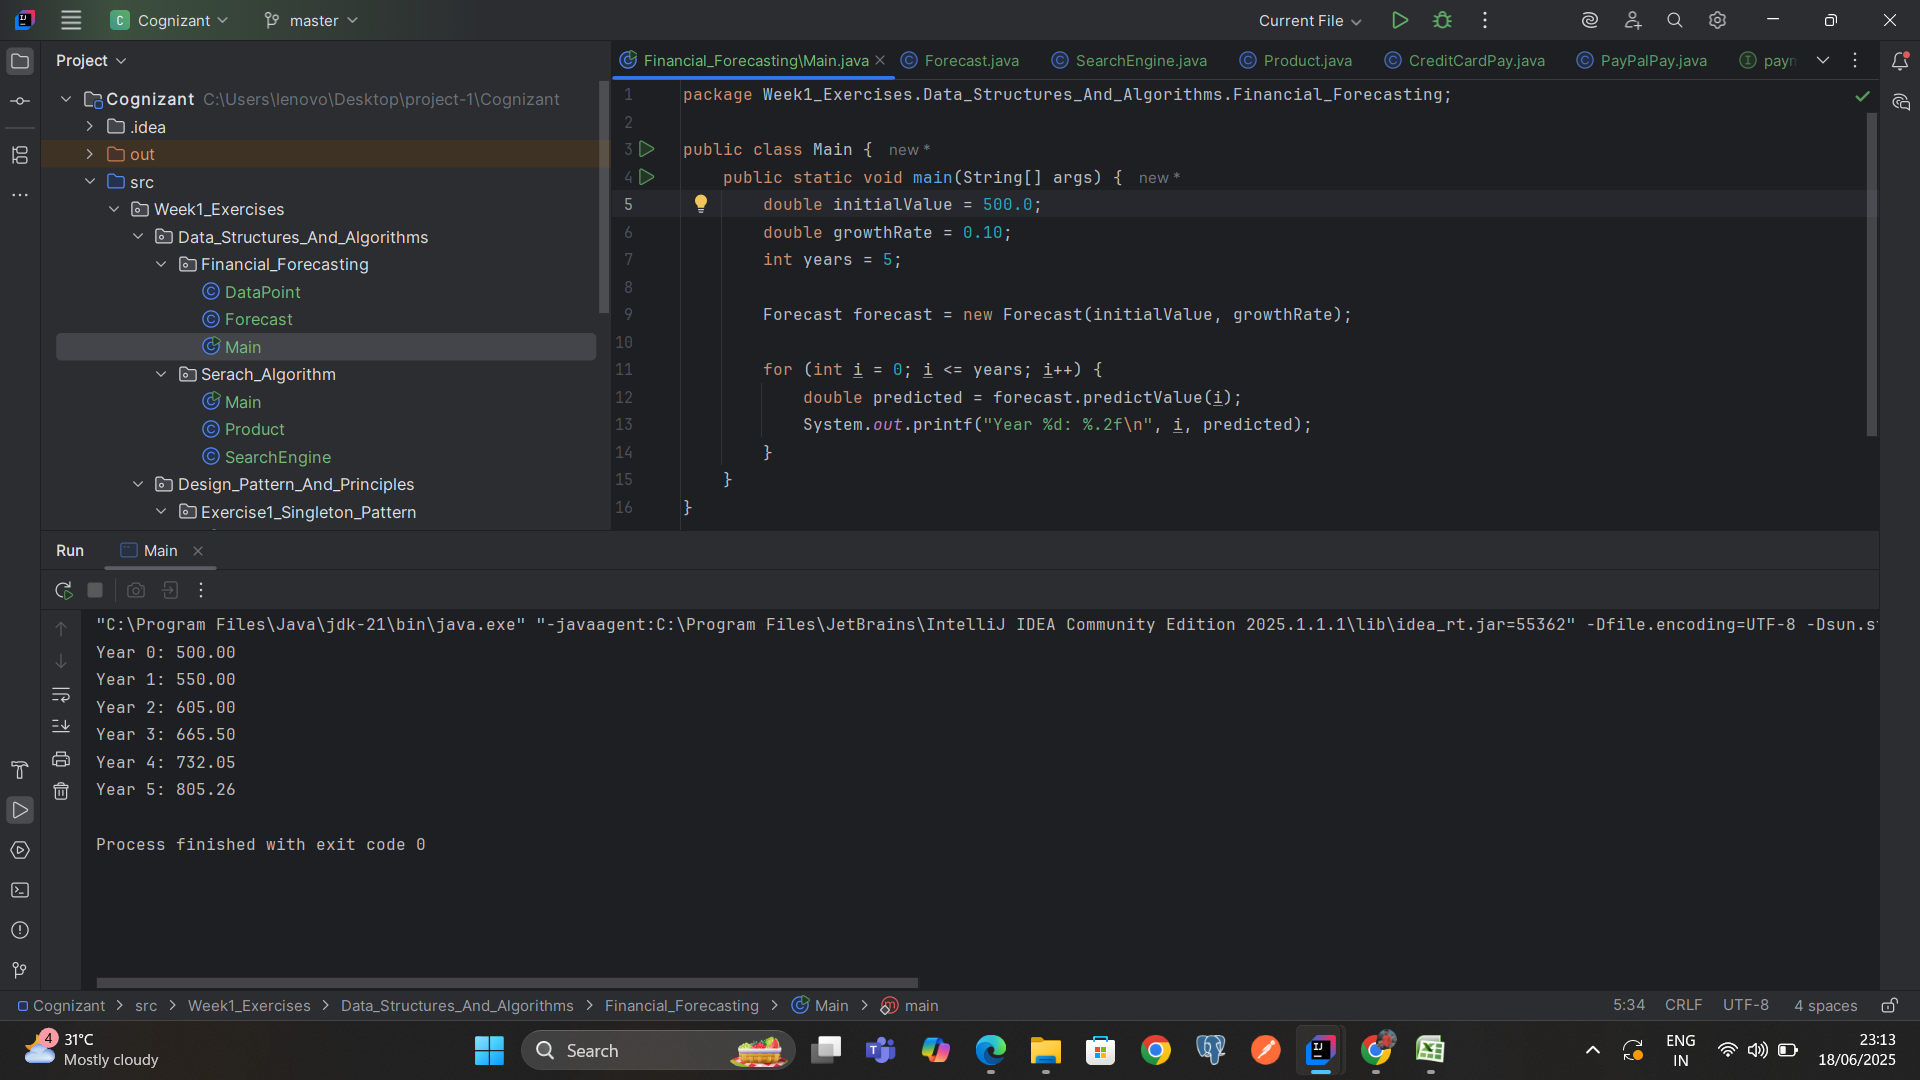 Cognizant
master
Current File
Project
Cognizant C:\Users\lenovo\Desktop\project-1\Cognizant
.idea
out
src
Week1_Exercises
Data_Structures_And_Algorithms
Financial_Forecasting
DataPoint
Forecast
Main
Serach_Algorithm
Main
Product
SearchEngine
Design_Pattern_And_Principles
Exercise1_Singleton_Pattern
Financial_Forecasting\Main.java
Forecast.java
SearchEngine.java
Product.java
CreditCardPay.java
PayPalPay.java
1 package Week1_Exercises.Data_Structures_And_Algorithms.Financial_Forecasting;
2
3 public class Main { new *
4 public static void main(String[] args) { new *
5 double initialValue = 500.0;
6 double growthRate = 0.10;
7 int years = 5;
8
9 Forecast forecast = new Forecast(initialValue, growthRate);
10
11 for (int i = 0; i <= years; i++) {
12 double predicted = forecast.predictValue(i);
13 System.out.printf("Year %d: %.2f\n", i, predicted);
14 }
15 }
16 }
Run
Main
"C:\Program Files\Java\jdk-21\bin\java.exe" "-javaagent:C:\Program Files\JetBrains\IntelliJ IDEA Community Edition 2025.1.1.1\lib\idea_rt.jar=55362" -Dfile.encoding=UTF-8
Year 0: 500.00
Year 1: 550.00
Year 2: 605.00
Year 3: 665.50
Year 4: 732.05
Year 5: 805.26
Process finished with exit code 0
Cognizant > src > Week1_Exercises > Data_Structures_And_Algorithms > Financial_Forecasting > Main > main
5:34 CRLF UTF-8 4 spaces
4
31°C
Mostly cloudy
Search
ENG
IN
23:13
18/06/2025